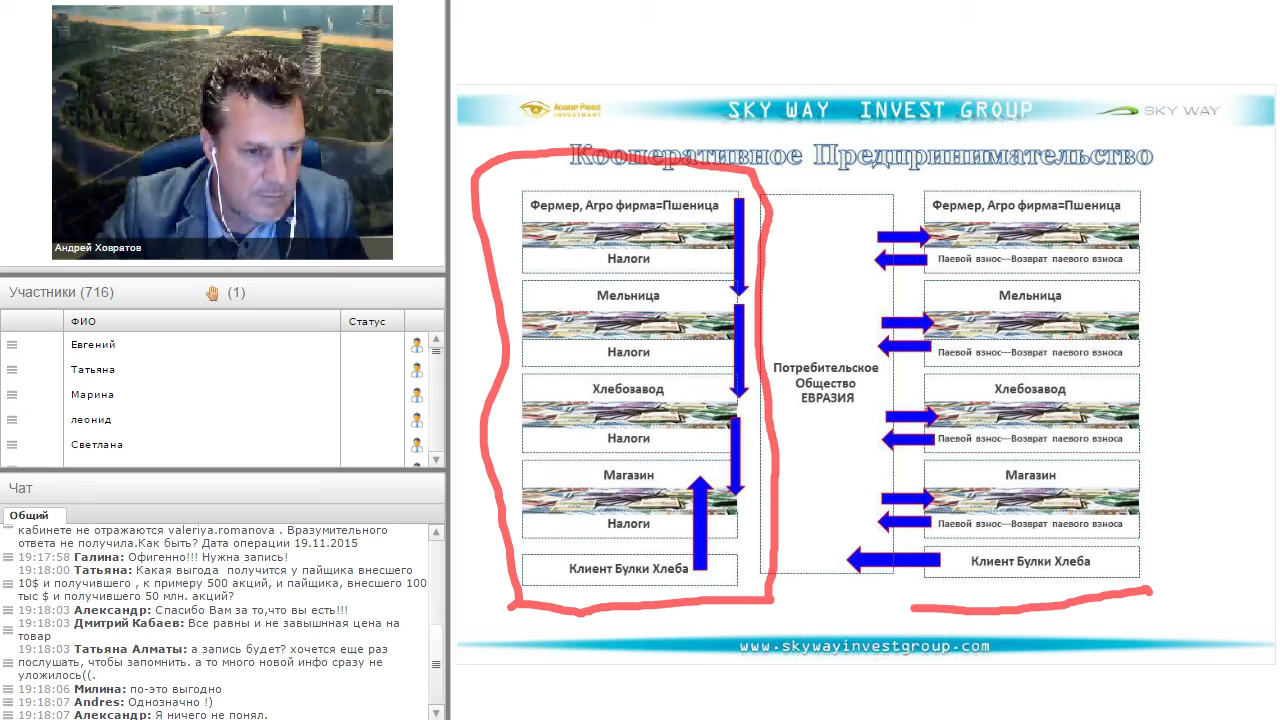 Андрей Ховратов
Участники (716)
(1)
ФИО
Статус
Евгений
Татьяна
Марина
леонид
Светлана
Чат
Общий
кабинете не отражаются valeriya.romanova . Вразумительного
ответа не получила.Как быть? Дата операции 19.11.2015
19:17:58 Галина: Офигенно!!! Нужна запись!
19:18:00 Татьяна: Какая выгода получится у пайщика внесшего
10$ и получившего , к примеру 500 акций, и пайщика, внесшего 100
тыс $ и получившего 50 млн. акций?
19:18:03 Александр: Спасибо Вам за то,что вы есть!!!
19:18:03 Дмитрий Кабаев: Все равны и не завышнная цена на
товар
19:18:03 Татьяна Алматы: а запись будет? хочется еще раз
послушать, чтобы запомнить. а то много новой инфо сразу не
уложилось((.
19:18:06 Милина: по-это выгодно
19:18:07 Andres: Однозначно !)
19:18:07 Александр: Я ничего не понял.
SKY WAY INVEST GROUP
SKY WAY
Кооперативное Предпринимательство
Фермер, Агро фирма=Пшеница
Налоги
Мельница
Налоги
Хлебозавод
Налоги
Магазин
Налоги
Клиент Булки Хлеба
Потребительское
Общество
ЕВРАЗИЯ
Фермер, Агро фирма=Пшеница
Паевой взнос---Возврат паевого взноса
Мельница
Паевой взнос---Возврат паевого взноса
Хлебозавод
Паевой взнос---Возврат паевого взноса
Магазин
Паевой взнос---Возврат паевого взноса
Клиент Булки Хлеба
www.skywayinvestgroup.com